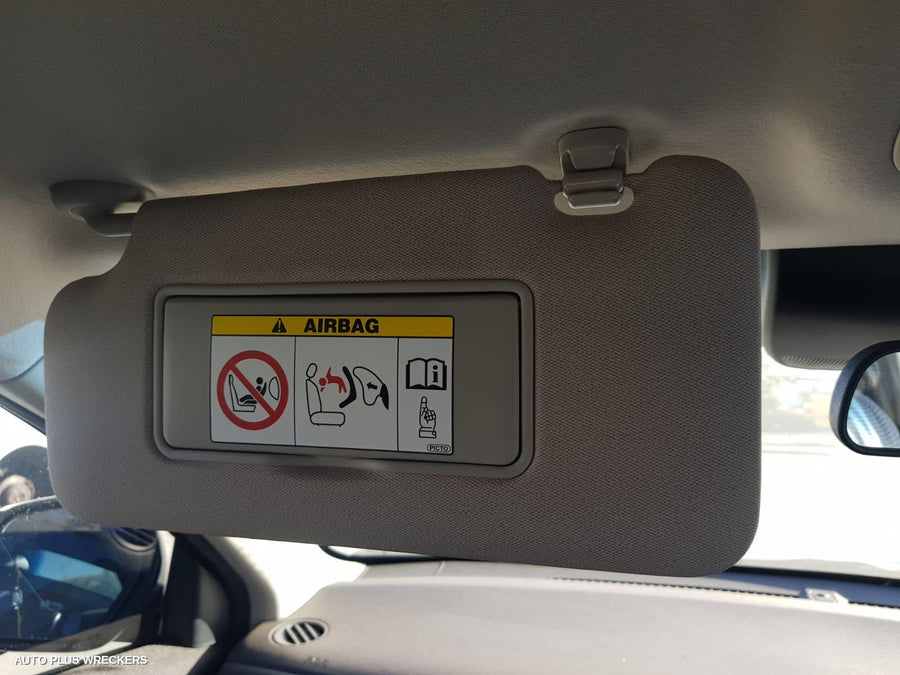 AIRBAG
i
PICTO
AUTO PLUS WRECKERS